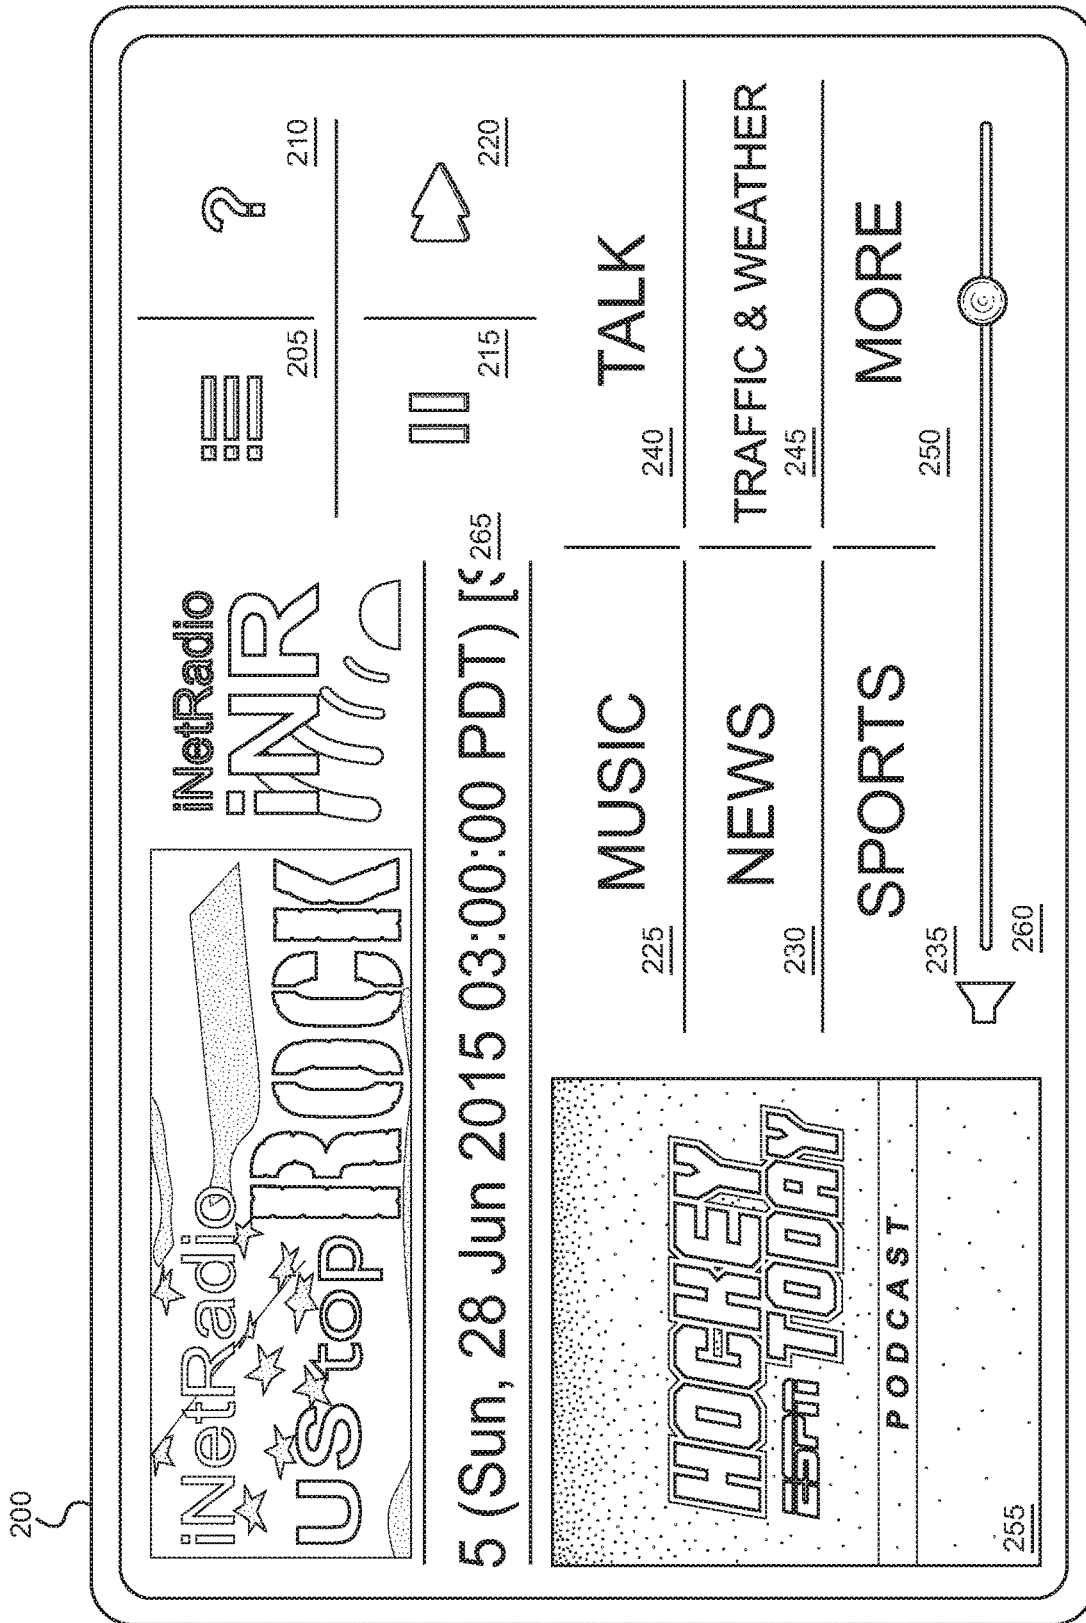 200
iNetRadio
US toP
ROCK
iNetRadio
iNR
205
?
210
215
220
5 (Sun, 28 Jun 2015 03:00:00 PDT) [S
265
HOCKEY
ESPN TODAY
PODCAST
255
MUSIC
225
TALK
240
NEWS
230
TRAFFIC & WEATHER
245
SPORTS
235
MORE
250
260